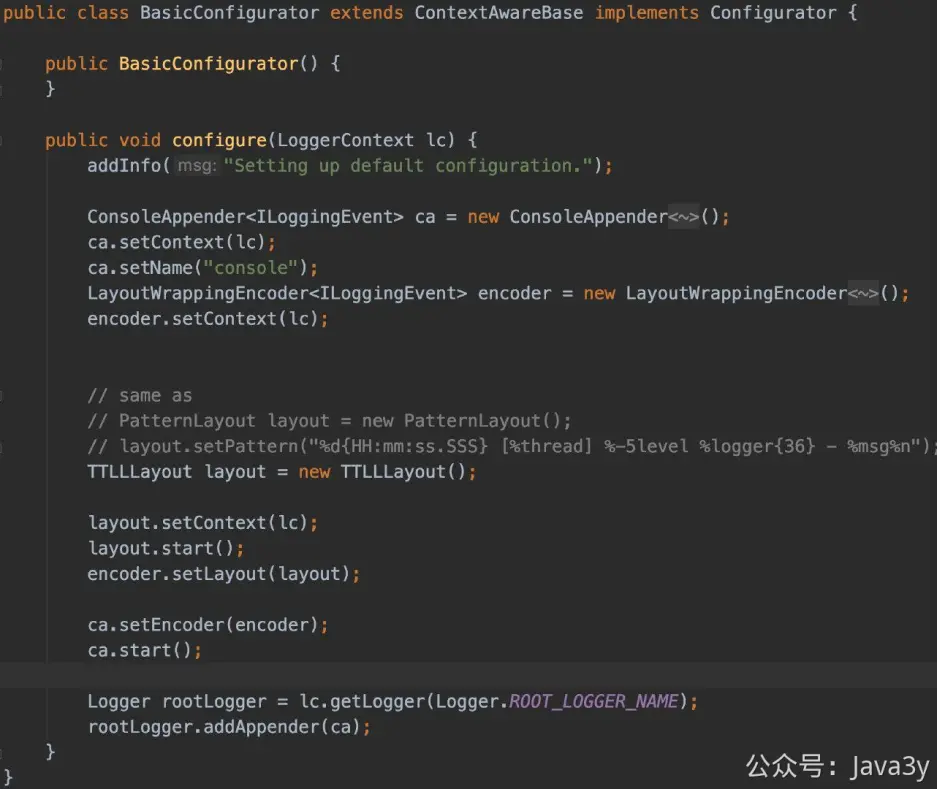 public class BasicConfigurator extends ContextAwareBase implements Configurator {
public BasicConfigurator() {
}
public void configure(LoggerContext lc) {
addInfo( msg: "Setting up default configuration.");
ConsoleAppender<ILoggingEvent> ca = new ConsoleAppender<~>();
ca.setContext(lc);
ca.setName("console");
LayoutWrappingEncoder<ILoggingEvent> encoder = new LayoutWrappingEncoder<~>();
encoder.setContext(lc);
// same as
// PatternLayout layout = new PatternLayout();
// layout.setPattern("%d{HH:mm:ss.SSS} [%thread] %-5level %logger{36} - %msg%n");
TTLLLayout layout = new TTLLLayout();
layout.setContext(lc);
layout.start();
encoder.setLayout(layout);
ca.setEncoder(encoder);
ca.start();
Logger rootLogger = lc.getLogger(Logger.ROOT_LOGGER_NAME);
rootLogger.addAppender(ca);
}
}
公众号：Java3y